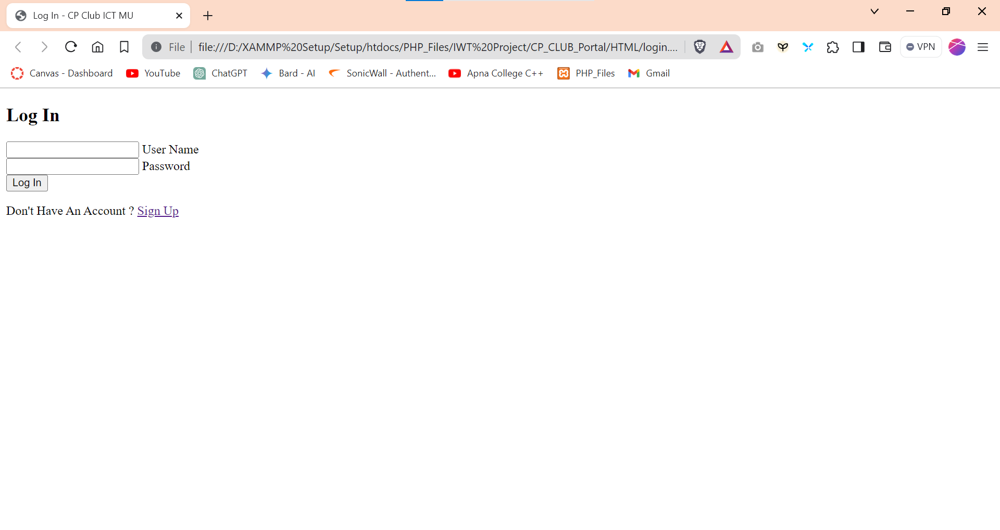 Log In - CP Club ICT MU
File file:///D:/XAMMP%20Setup/Setup/htdocs/PHP_Files/IWT%20Project/CP_CLUB_Portal/HTML/login.... VPN
Canvas - Dashboard YouTube ChatGPT Bard - AI SonicWall - Authent... Apna College C++ PHP_Files Gmail
Log In
User Name
Password
Log In
Don't Have An Account ? Sign Up